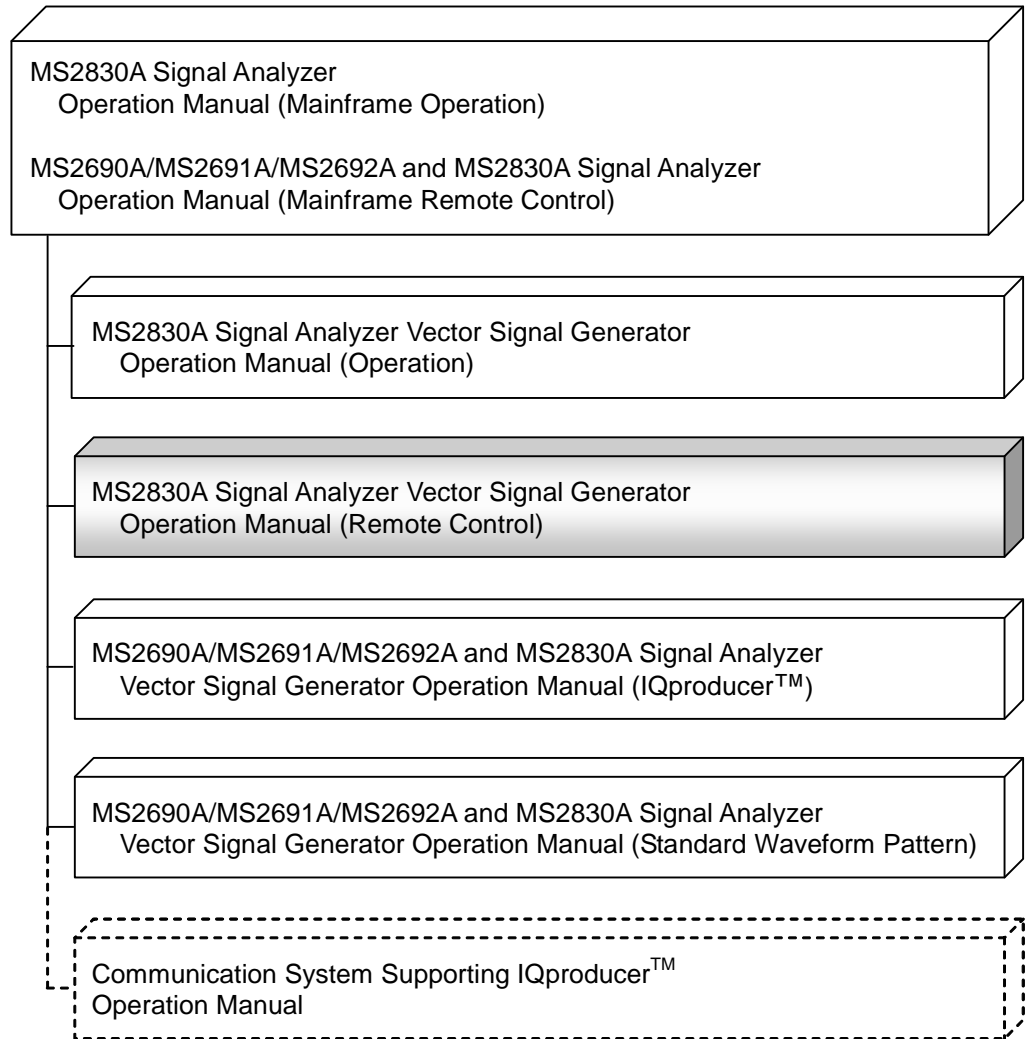 MS2830A Signal Analyzer
Operation Manual (Mainframe Operation)
MS2690A/MS2691A/MS2692A and MS2830A Signal Analyzer
Operation Manual (Mainframe Remote Control)
MS2830A Signal Analyzer Vector Signal Generator
Operation Manual (Operation)
MS2830A Signal Analyzer Vector Signal Generator
Operation Manual (Remote Control)
MS2690A/MS2691A/MS2692A and MS2830A Signal Analyzer
Vector Signal Generator Operation Manual (IQproducer™)
MS2690A/MS2691A/MS2692A and MS2830A Signal Analyzer
Vector Signal Generator Operation Manual (Standard Waveform Pattern)
Communication System Supporting IQproducer™
Operation Manual